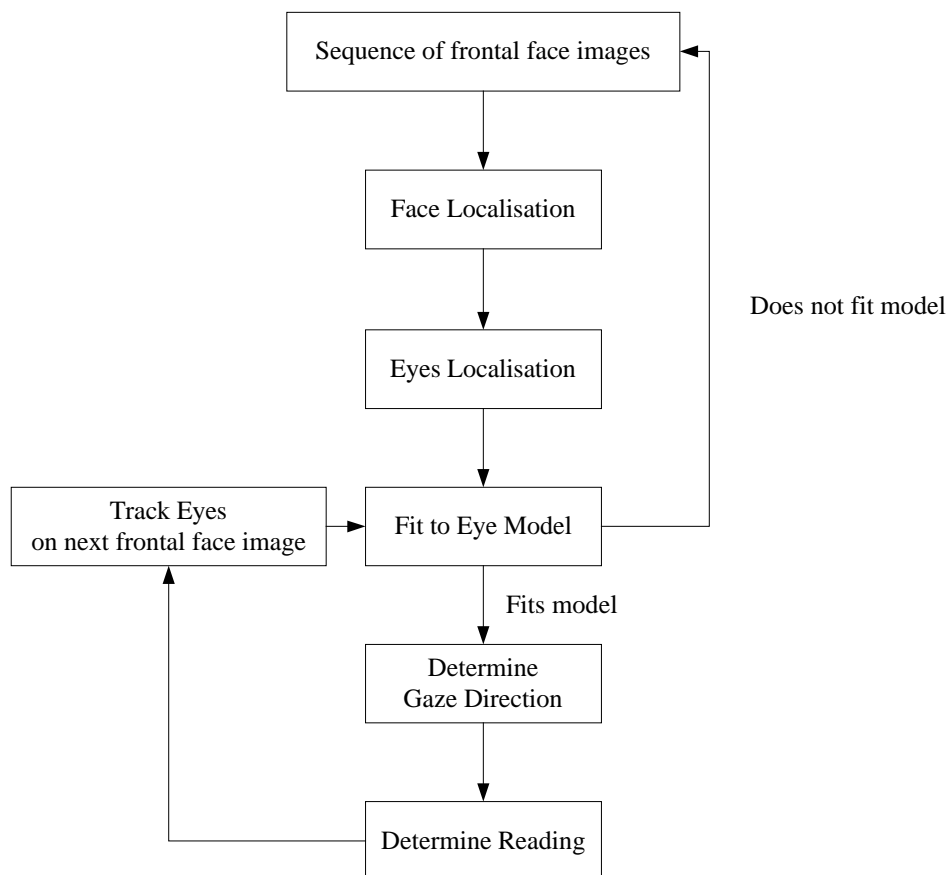 Sequence of frontal face images
Face Localisation
Does not fit model
Eyes Localisation
Track Eyes
on next frontal face image
Fit to Eye Model
Fits model
Determine
Gaze Direction
Determine Reading